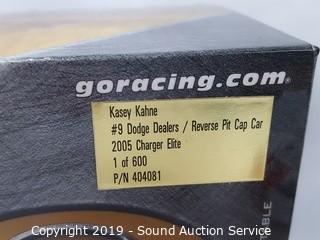 goracing.com®
Kasey Kahne
#9 Dodge Dealers / Reverse Pit Cap Car
2005 Charger Elite
1 of 600
P/N 404081
Copyright © 2019 - Sound Auction Service